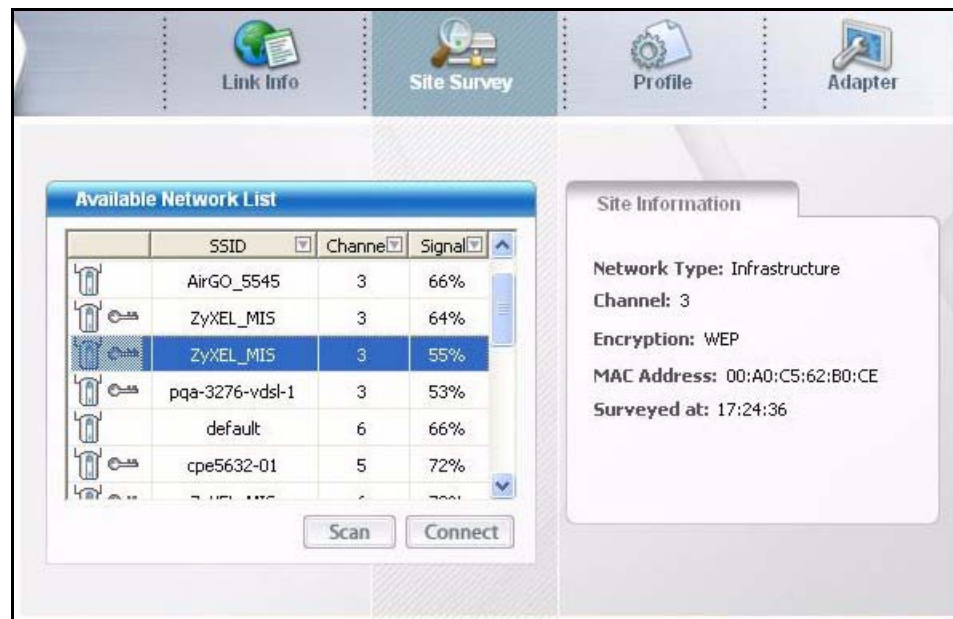 Link Info
Site Survey
Profile
Adapter
Available Network List
SSID Channe Signal
AirGO_5545 3 66%
ZyXEL_MIS 3 64%
ZyXEL_MIS 3 55%
pqa-3276-vdsl-1 3 53%
default 6 66%
cpe5632-01 5 72%
Scan
Connect
Site Information
Network Type: Infrastructure
Channel: 3
Encryption: WEP
MAC Address: 00:A0:C5:62:B0:CE
Surveyed at: 17:24:36